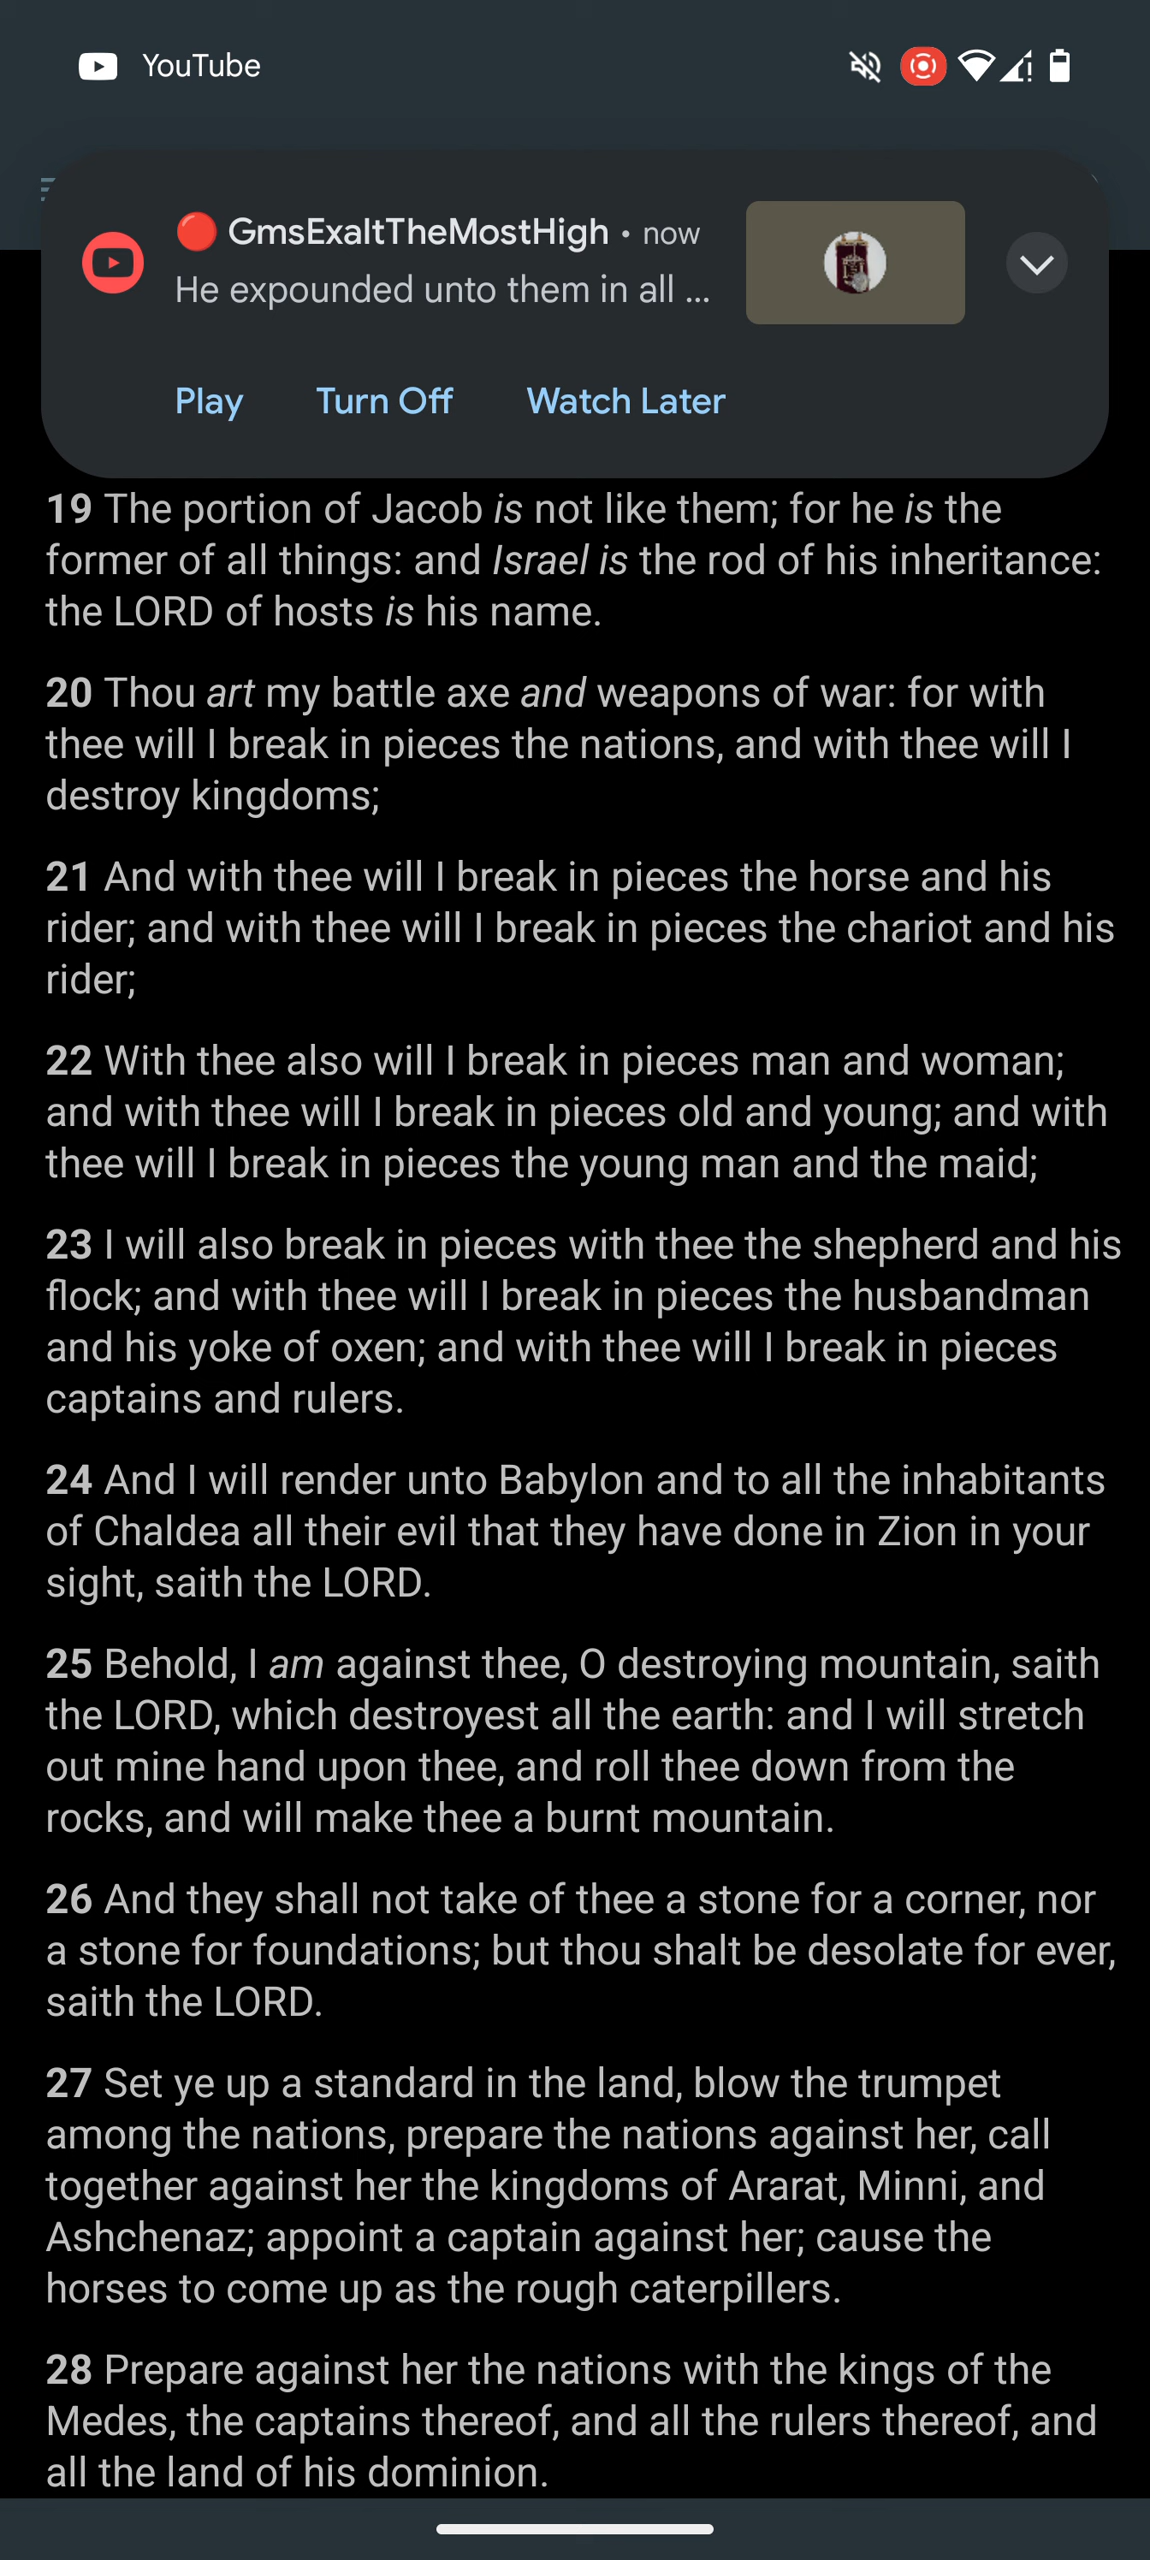 YouTube
GmsExaltTheMostHigh • now
He expounded unto them in all ...
Play Turn Off Watch Later
19 The portion of Jacob is not like them; for he is the
former of all things: and Israel is the rod of his inheritance:
the LORD of hosts is his name.
20 Thou art my battle axe and weapons of war: for with
thee will I break in pieces the nations, and with thee will I
destroy kingdoms;
21 And with thee will I break in pieces the horse and his
rider; and with thee will I break in pieces the chariot and his
rider;
22 With thee also will I break in pieces man and woman;
and with thee will I break in pieces old and young; and with
thee will I break in pieces the young man and the maid;
23 I will also break in pieces with thee the shepherd and his
flock; and with thee will I break in pieces the husbandman
and his yoke of oxen; and with thee will I break in pieces
captains and rulers.
24 And I will render unto Babylon and to all the inhabitants
of Chaldea all their evil that they have done in Zion in your
sight, saith the LORD.
25 Behold, I am against thee, O destroying mountain, saith
the LORD, which destroyest all the earth: and I will stretch
out mine hand upon thee, and roll thee down from the
rocks, and will make thee a burnt mountain.
26 And they shall not take of thee a stone for a corner, nor
a stone for foundations; but thou shalt be desolate for ever,
saith the LORD.
27 Set ye up a standard in the land, blow the trumpet
among the nations, prepare the nations against her, call
together against her the kingdoms of Ararat, Minni, and
Ashchenaz; appoint a captain against her; cause the
horses to come up as the rough caterpillers.
28 Prepare against her the nations with the kings of the
Medes, the captains thereof, and all the rulers thereof, and
all the land of his dominion.